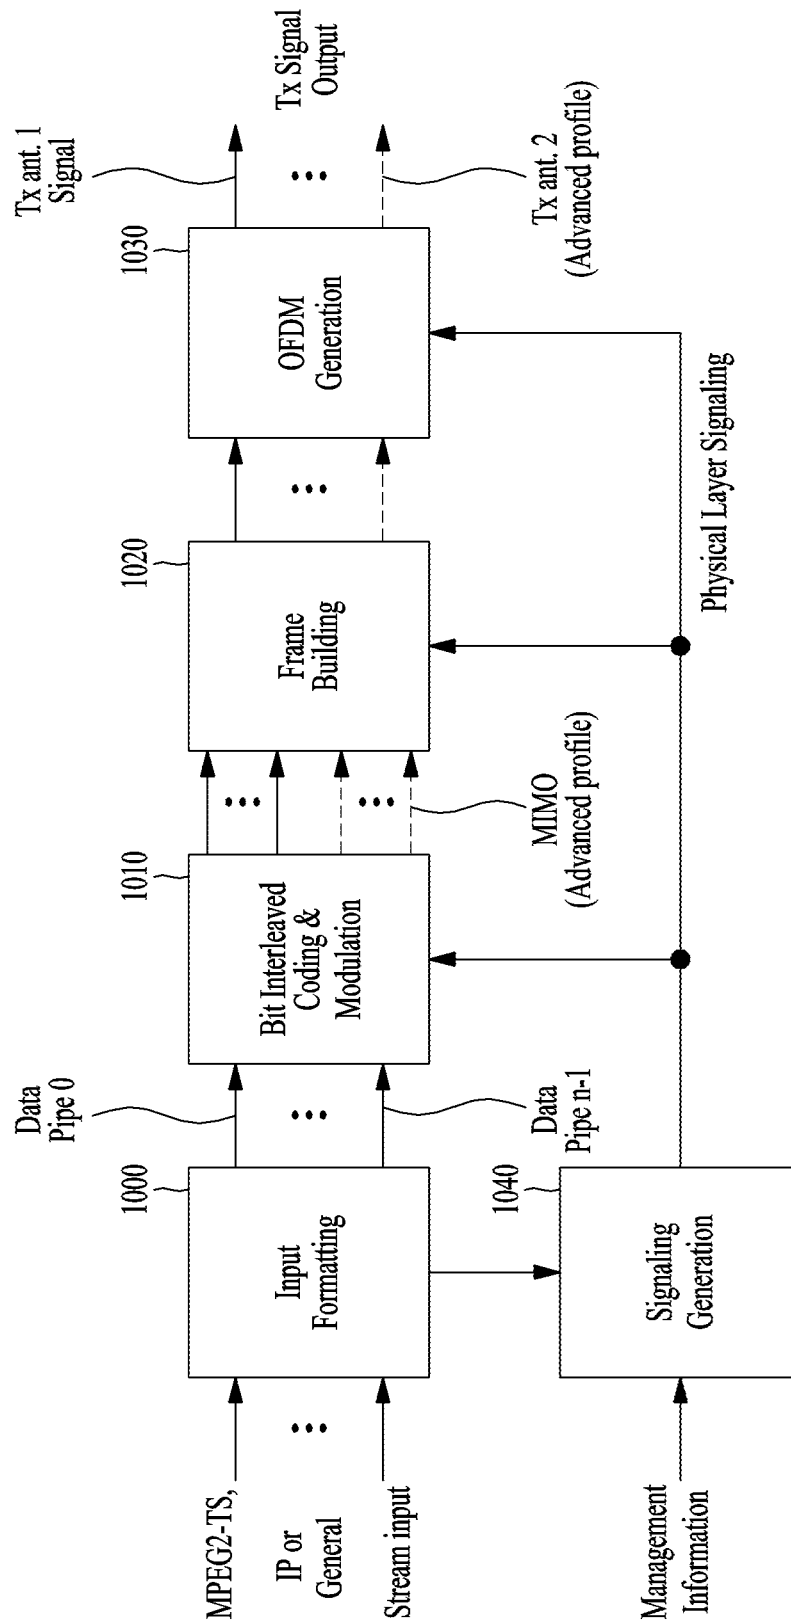 MPEG2-TS,
IP or
General
Stream input
1000
Input
Formatting
Data
Pipe 0
Data
Pipe n-1
1010
Bit Interleaved
Coding &
Modulation
MIMO
(Advanced profile)
1020
Frame
Building
1030
OFDM
Generation
Tx ant. 1
Signal
Tx Signal
Output
Tx ant. 2
(Advanced profile)
Management
Information
1040
Signaling
Generation
Physical Layer Signaling